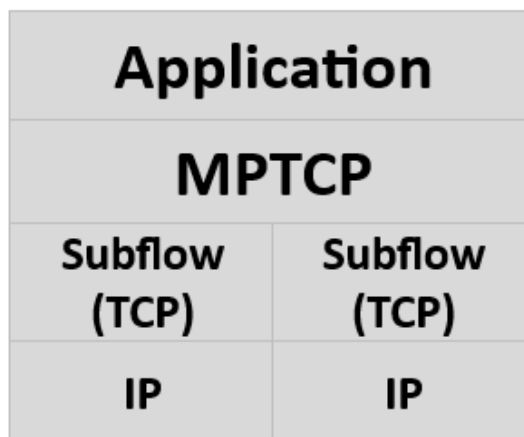 Application
MPTCP
Subflow Subflow
(TCP) (TCP)
IP IP